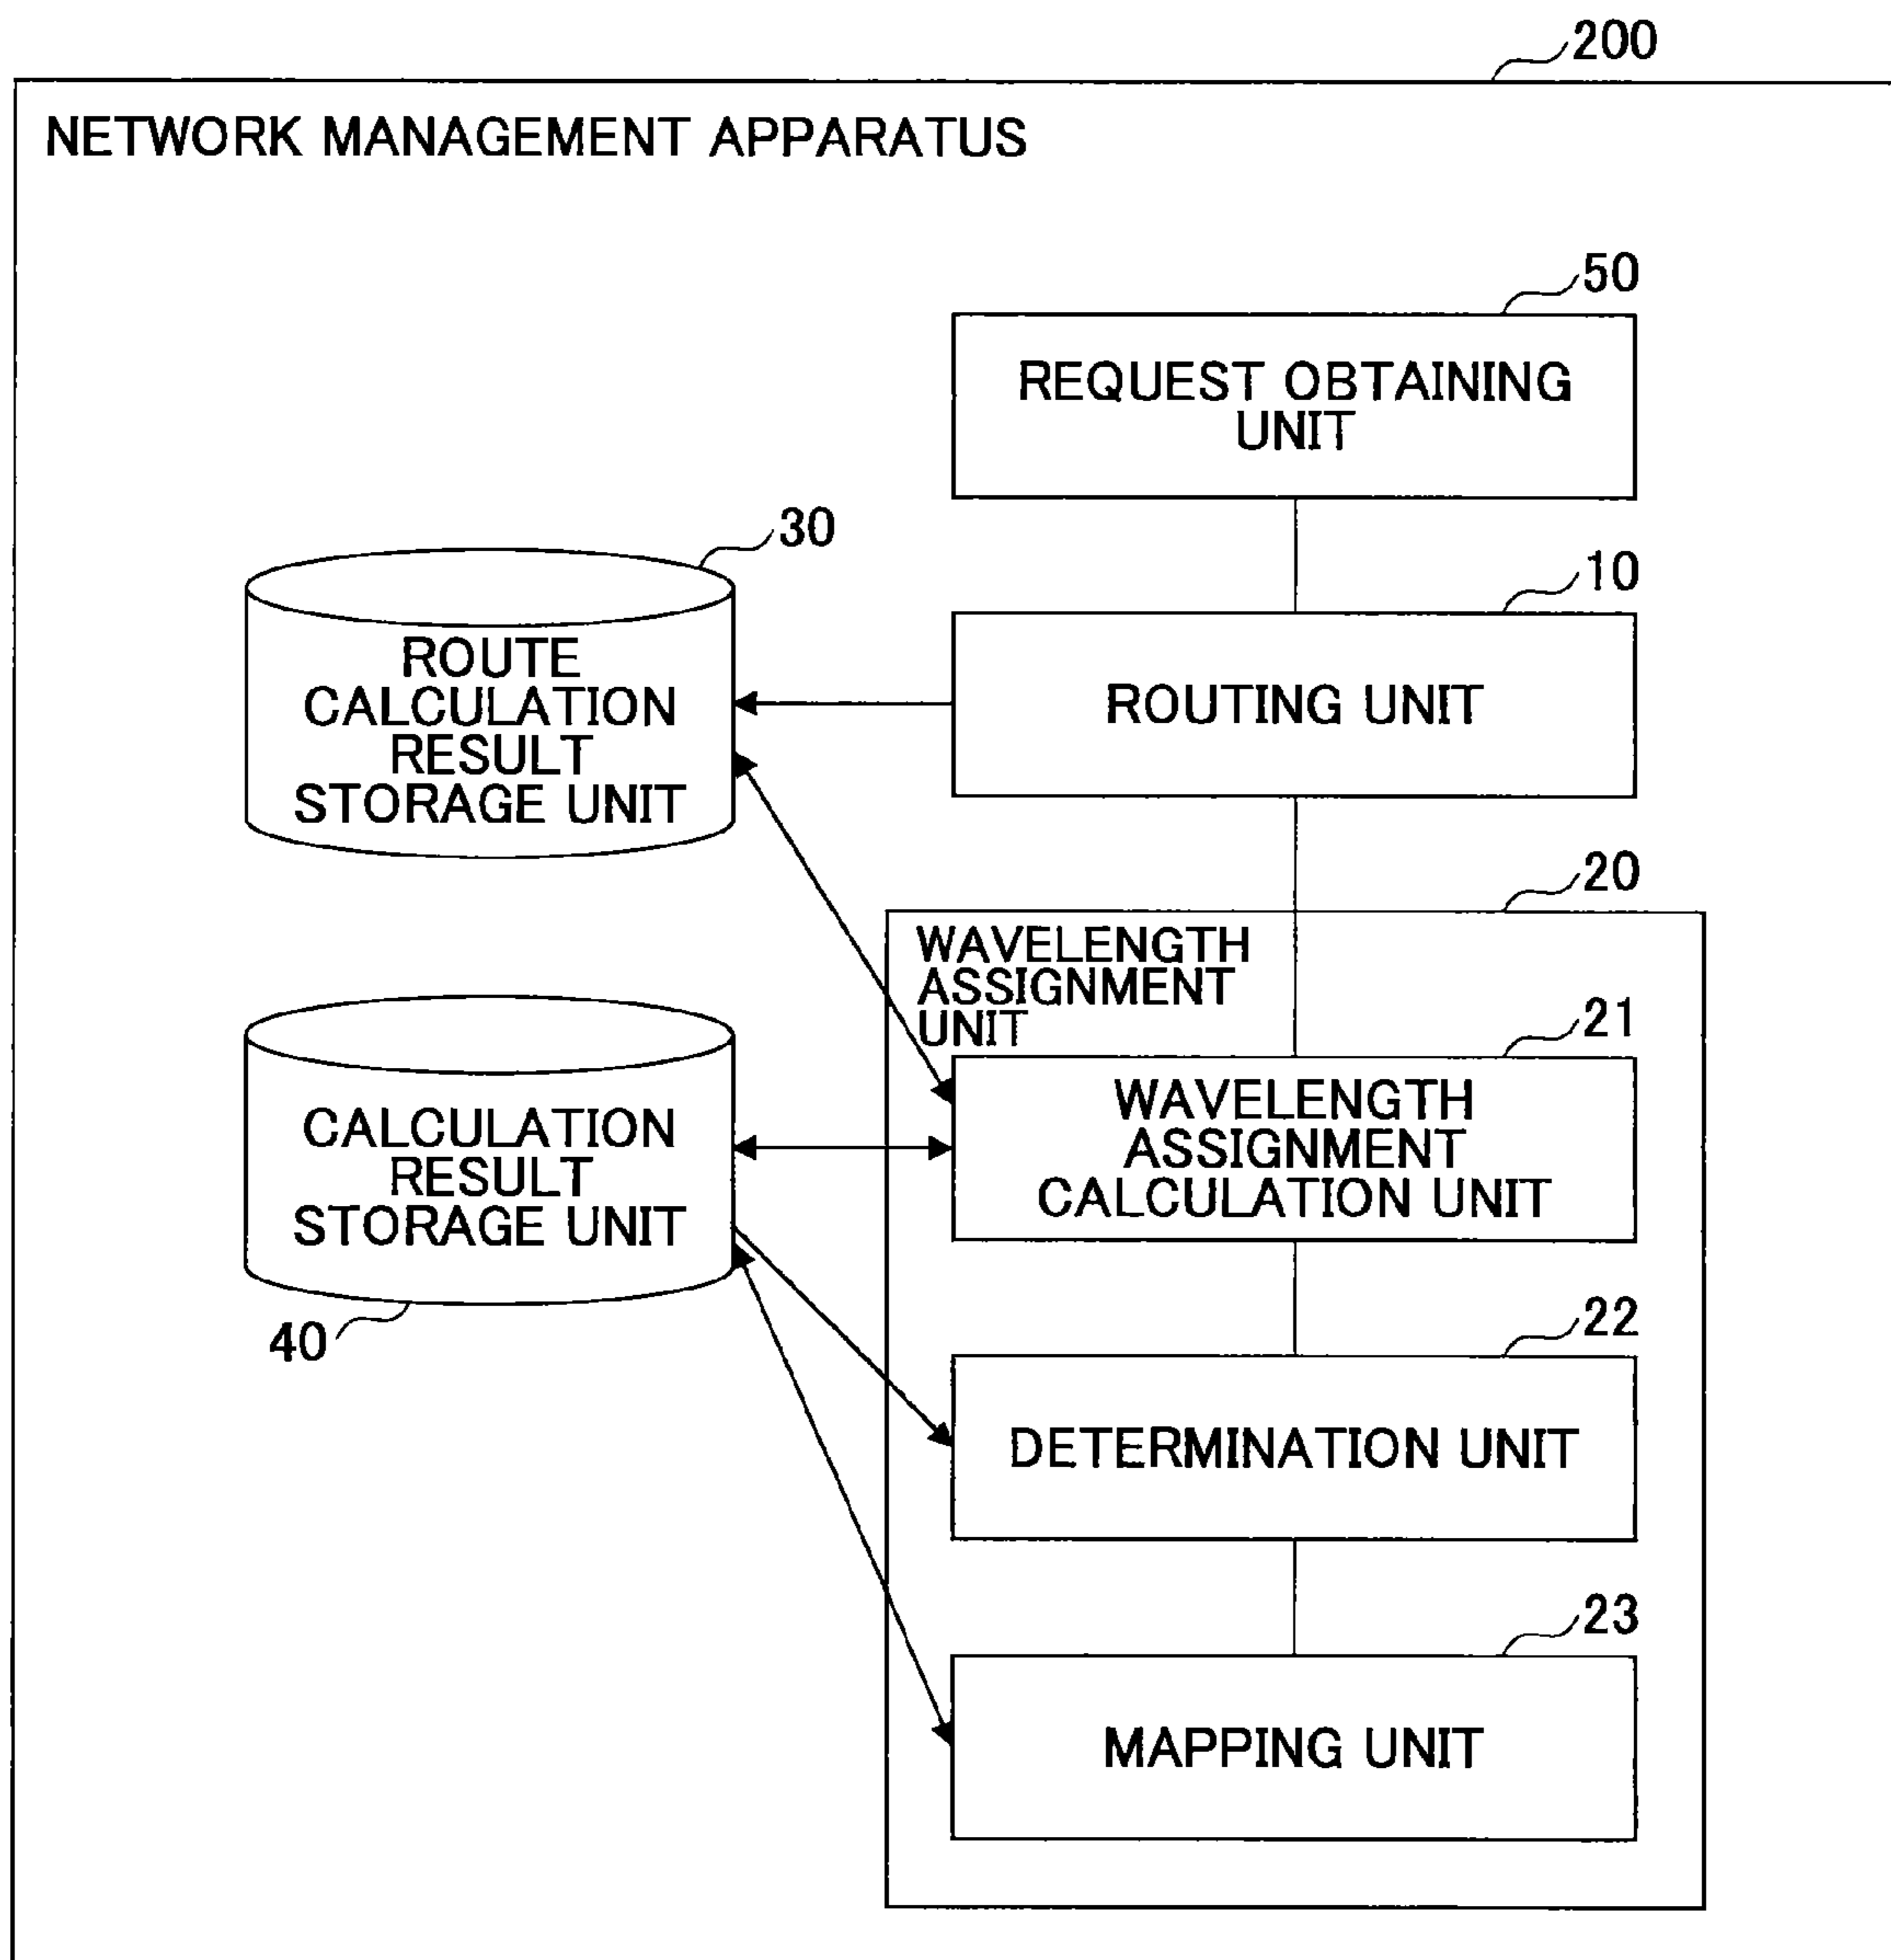 200
NETWORK MANAGEMENT APPARATUS
50
REQUEST OBTAINING
UNIT
30
ROUTE
CALCULATION
RESULT
STORAGE UNIT
10
ROUTING UNIT
20
WAVELENGTH
ASSIGNMENT
UNIT
21
WAVELENGTH
ASSIGNMENT
CALCULATION UNIT
CALCULATION
RESULT
STORAGE UNIT
40
22
DETERMINATION UNIT
23
MAPPING UNIT